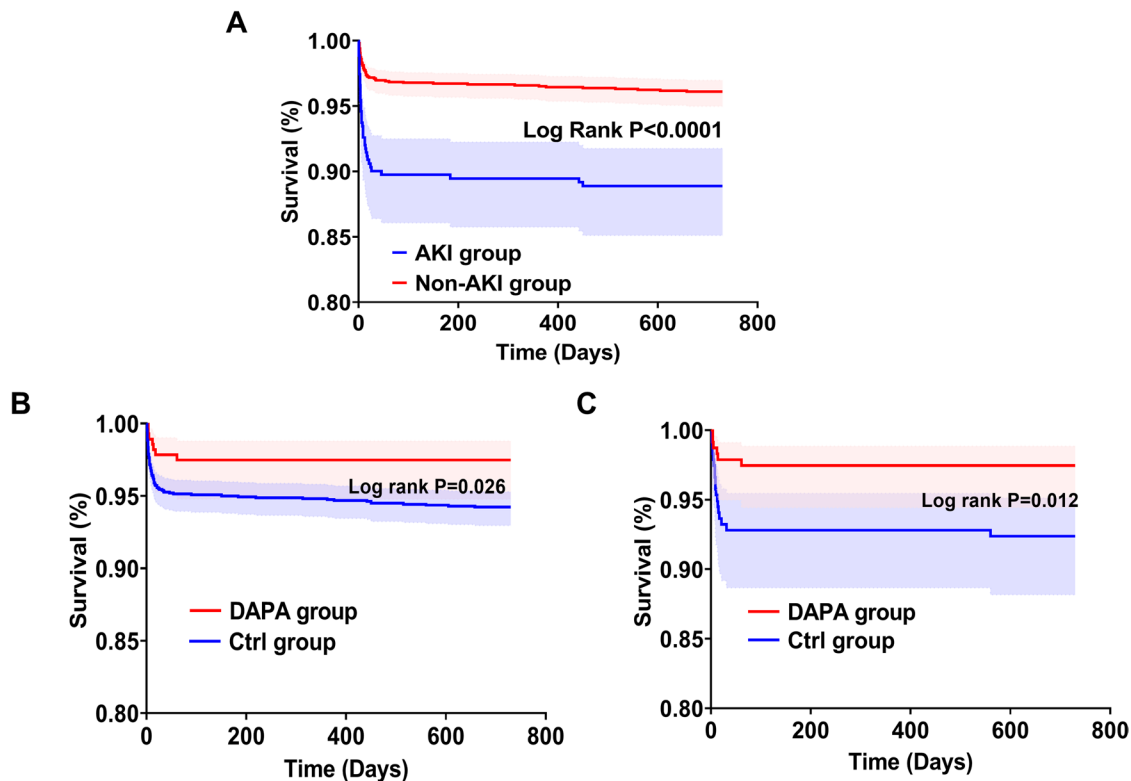 A
1.00
0.95
0.90
0.85
0.80
Survival (%)
Log Rank P<0.0001
AKI group
Non-AKI group
0 200 400 600 800
Time (Days)
B
1.00
0.95
0.90
0.85
0.80
Survival (%)
Log rank P=0.026
DAPA group
Ctrl group
0 200 400 600 800
Time (Days)
C
1.00
0.95
0.90
0.85
0.80
Survival (%)
Log rank P=0.012
DAPA group
Ctrl group
0 200 400 600 800
Time (Days)